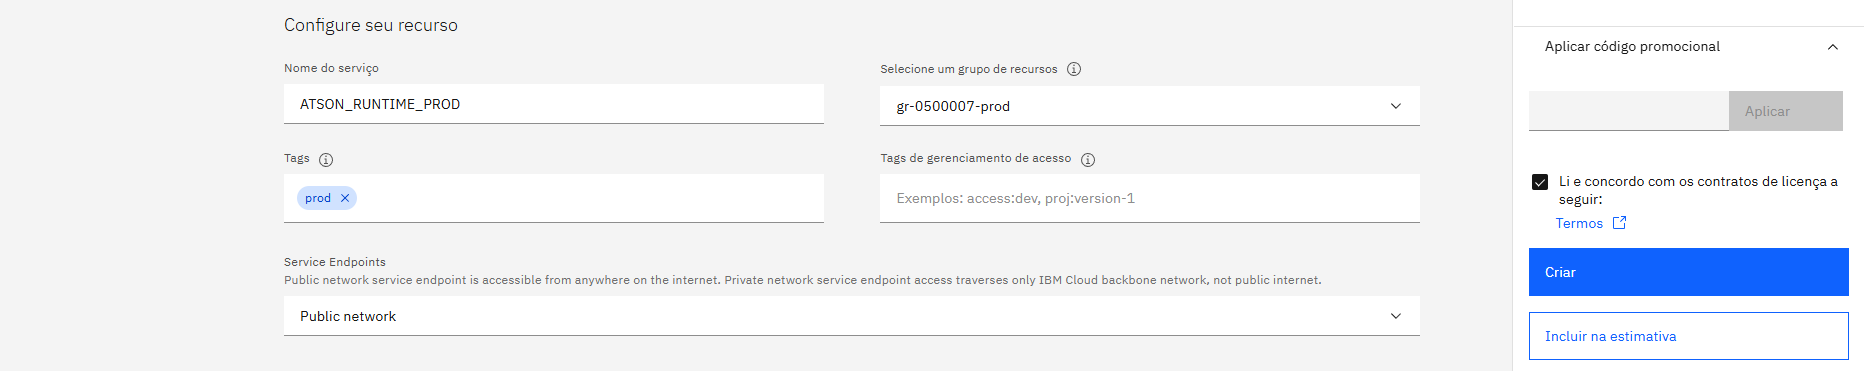 Configure seu recurso
Nome do serviço
ATSON_RUNTIME_PROD
Selecione um grupo de recursos
gr-0500007-prod
Tags
prod
Tags de gerenciamento de acesso
Exemplos: access:dev, proj:version-1
Service Endpoints
Public network service endpoint is accessible from anywhere on the internet. Private network service endpoint access traverses only IBM Cloud backbone network, not public internet.
Public network
Aplicar código promocional
Aplicar
Li e concordo com os contratos de licença a
seguir:
Termos
Criar
Incluir na estimativa